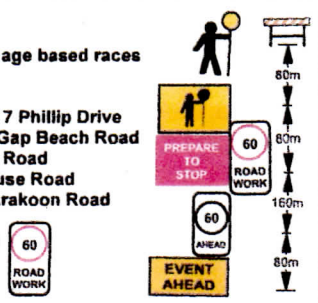 age based races
80m
7 Phillip Drive
Gap Beach Road
Road
use Road
rakoon Road
PREPARE
TO
STOP
60
ROAD
WORK
80m
160m
60
AHEAD
60
ROAD
WORK
EVENT
AHEAD
80m